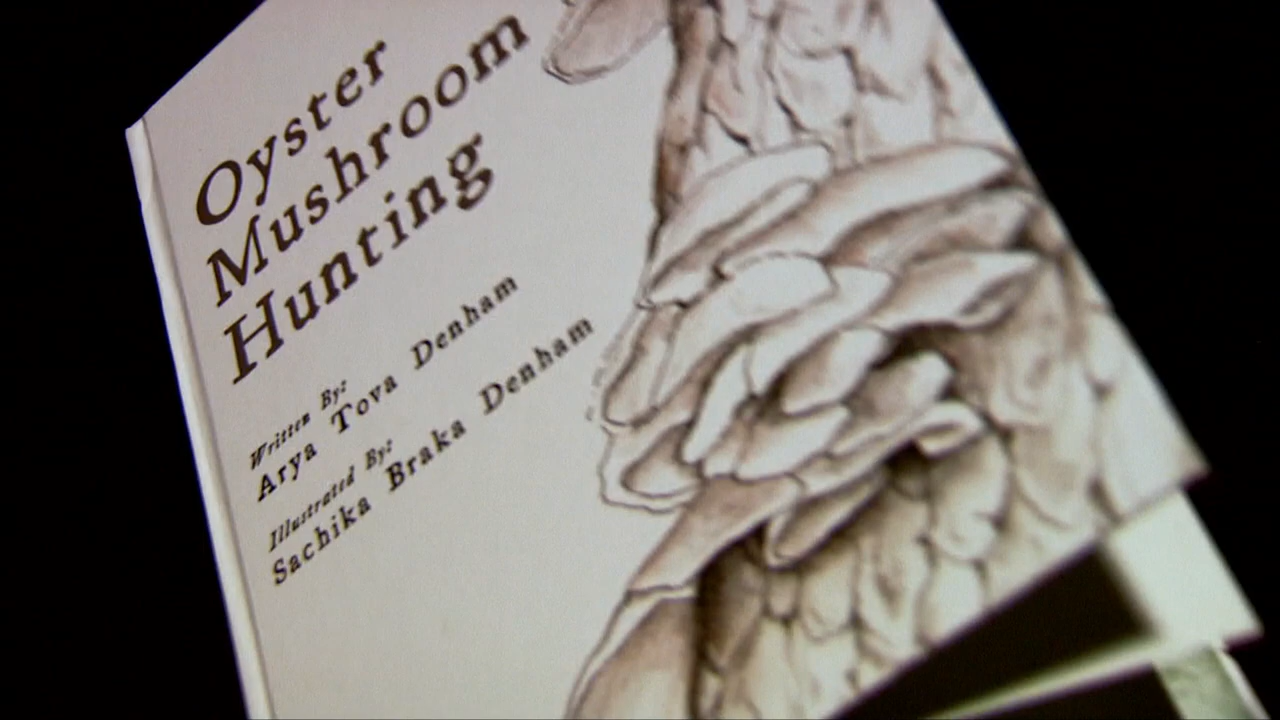 Oyster
Mushroom
Hunting
Written By:
Arya Tova Denham
Illustrated By:
Sachika Braka Denham